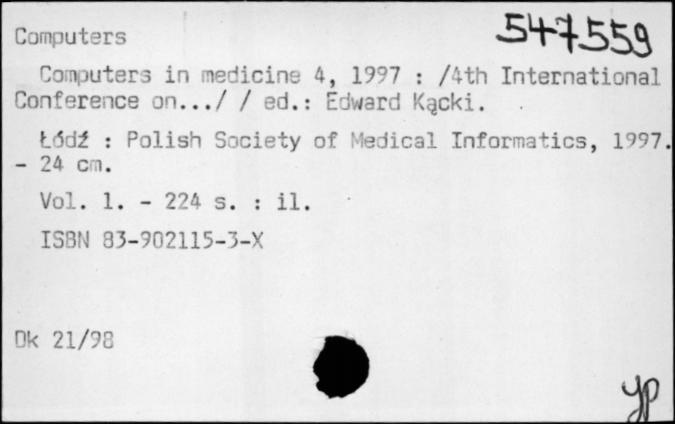 547559
Computers
Computers in medicine 4, 1997 : /4th International
Conference on.../ / ed.: Edward Kącki.
Łódź : Polish Society of Medical Informatics, 1997.
- 24 cm.
Vol. 1. - 224 s. : il.
ISBN 83-902115-3-X
Dk 21/98
yp